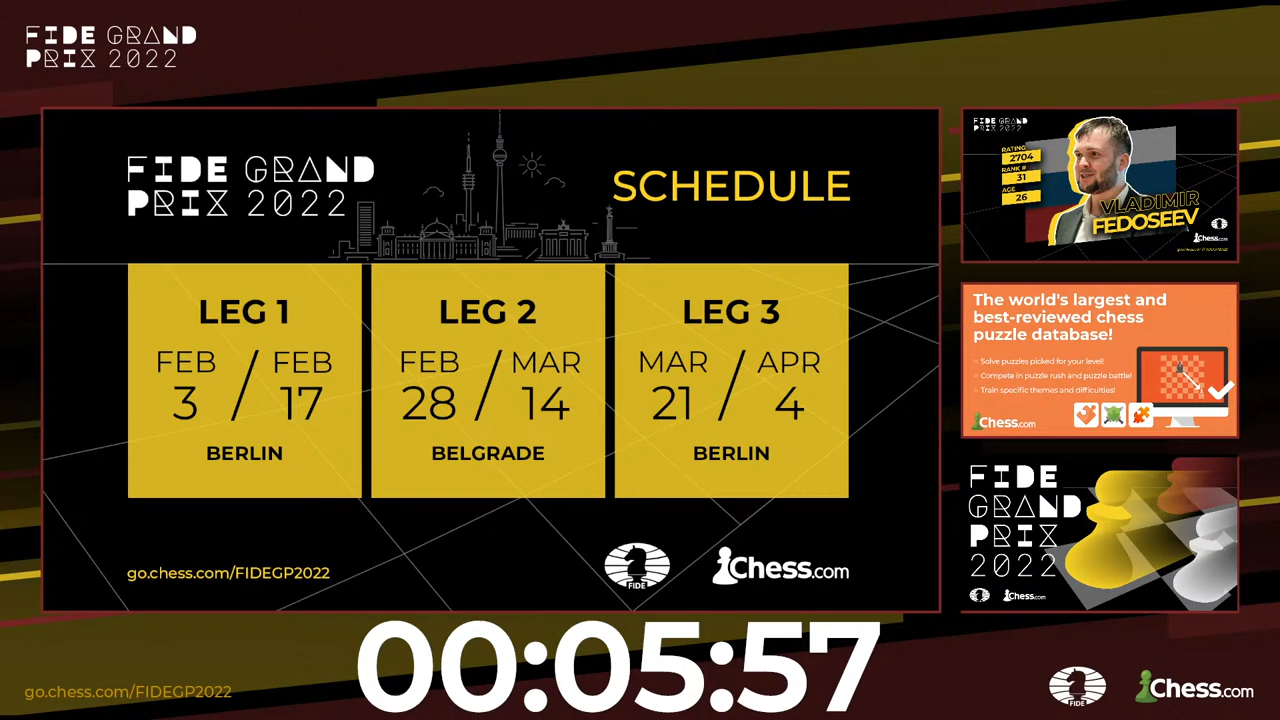 FIDE GRAND
PRIX 2022
FIDE GRAND
PRIX 2022
SCHEDULE
LEG 1
FEB / FEB
3 17
BERLIN
LEG 2
FEB / MAR
28 14
BELGRADE
LEG 3
MAR / APR
21 4
BERLIN
go.chess.com/FIDEGP2022
FIDE
Chess.com
FIDE GRAND
PRIX 2022
RATING
2704
RANK #
31
AGE
26
VLADIMIR
FEDOSEEV
Chess.com
go.chess.com/FIDEGP2022
The world's largest and
best-reviewed chess
puzzle database!
Solve puzzles picked for your level!
Compete in puzzle rush and puzzle battle!
Train specific themes and difficulties!
Chess.com
FIDE
GRAND
PRIX
2022
Chess.com
00:05:57
go.chess.com/FIDEGP2022
FIDE
Chess.com